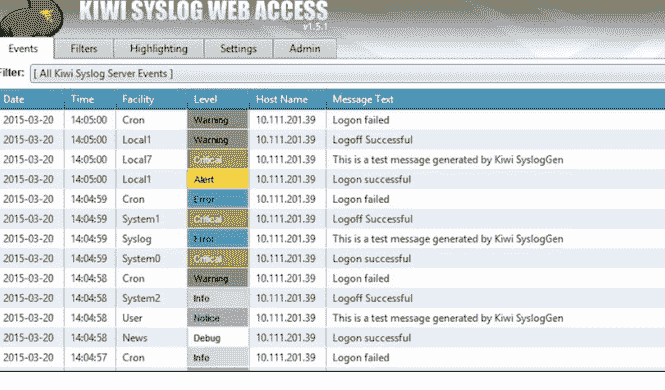 KIWI SYSLOG WEB ACCESS
v1.5.1
Events Filters Highlighting Settings Admin
Filter: [ All Kiwi Syslog Server Events ]
Date Time Facility Level Host Name Message Text
2015-03-20 14:05:00 Cron Warning 10.111.201.39 Logon failed
2015-03-20 14:05:00 Local1 Warning 10.111.201.39 Logoff Successful
2015-03-20 14:05:00 Local7 Critical 10.111.201.39 This is a test message generated by Kiwi SyslogGen
2015-03-20 14:05:00 Local1 Alert 10.111.201.39 Logon successful
2015-03-20 14:04:59 Cron Error 10.111.201.39 Logon failed
2015-03-20 14:04:59 System1 Critical 10.111.201.39 Logoff Successful
2015-03-20 14:04:59 Syslog Error 10.111.201.39 This is a test message generated by Kiwi SyslogGen
2015-03-20 14:04:59 System0 Critical 10.111.201.39 Logon successful
2015-03-20 14:04:58 Cron Warning 10.111.201.39 Logon failed
2015-03-20 14:04:58 System2 Info 10.111.201.39 Logoff Successful
2015-03-20 14:04:58 User Notice 10.111.201.39 This is a test message generated by Kiwi SyslogGen
2015-03-20 14:04:58 News Debug 10.111.201.39 Logon successful
2015-03-20 14:04:57 Cron Info 10.111.201.39 Logon failed